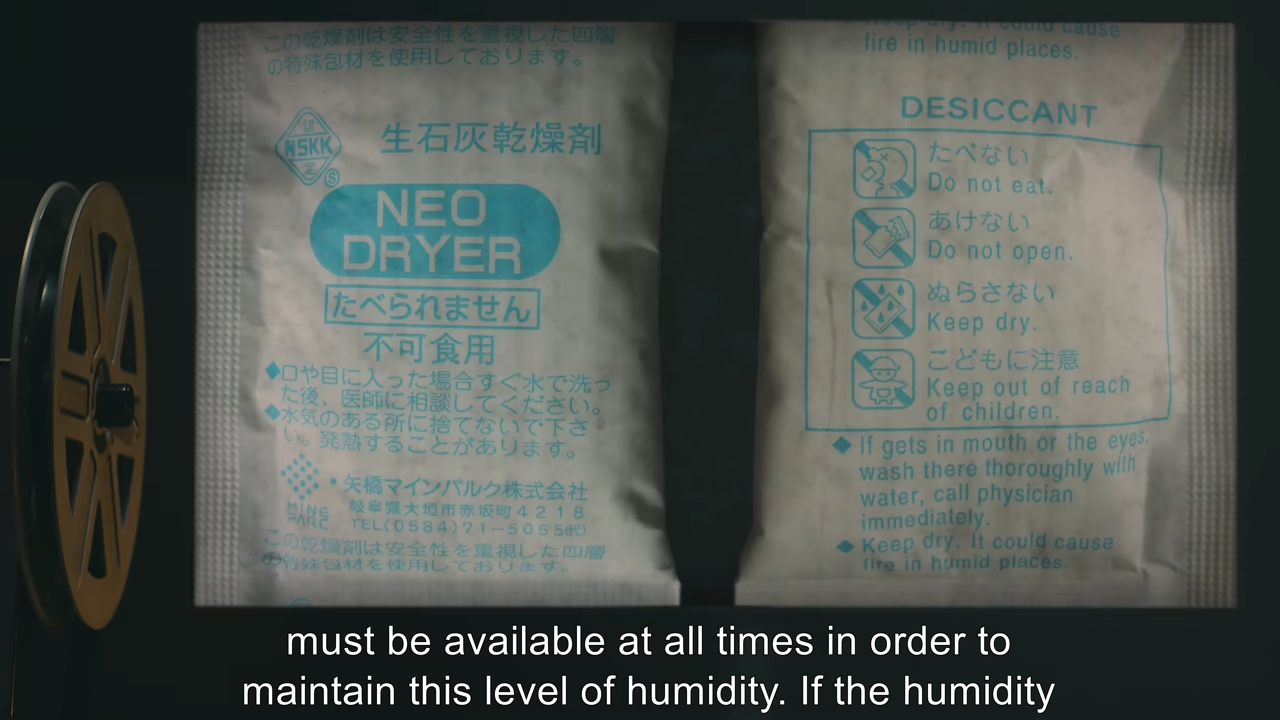 この乾燥剤は安全性を重視した四層
の特殊包材を使用しております。
NSKK
定
S
生石灰乾燥剤
NEO
DRYER
たべられません
不可食用
◆口や目に入った場合すぐ水で洗っ
た後、医師に相談してください。
◆水気のある所に捨てないで下さ
い。発熱することがあります。
MINE
PARC
・矢橋マインパルク株式会社
岐阜県大垣市赤坂町4218
TEL(0584)71-5055㈹
この乾燥剤は安全性を重視した四層
の特殊包材を使用しております。
Keep dry. It could cause
fire in humid places.
DESICCANT
たべない
Do not eat.
あけない
Do not open.
ぬらさない
Keep dry.
こどもに注意
Keep out of reach
of children.
◆ If gets in mouth or the eyes,
wash there thoroughly with
water, call physician
immediately.
◆ Keep dry. It could cause
fire in humid places.
must be available at all times in order to
maintain this level of humidity. If the humidity